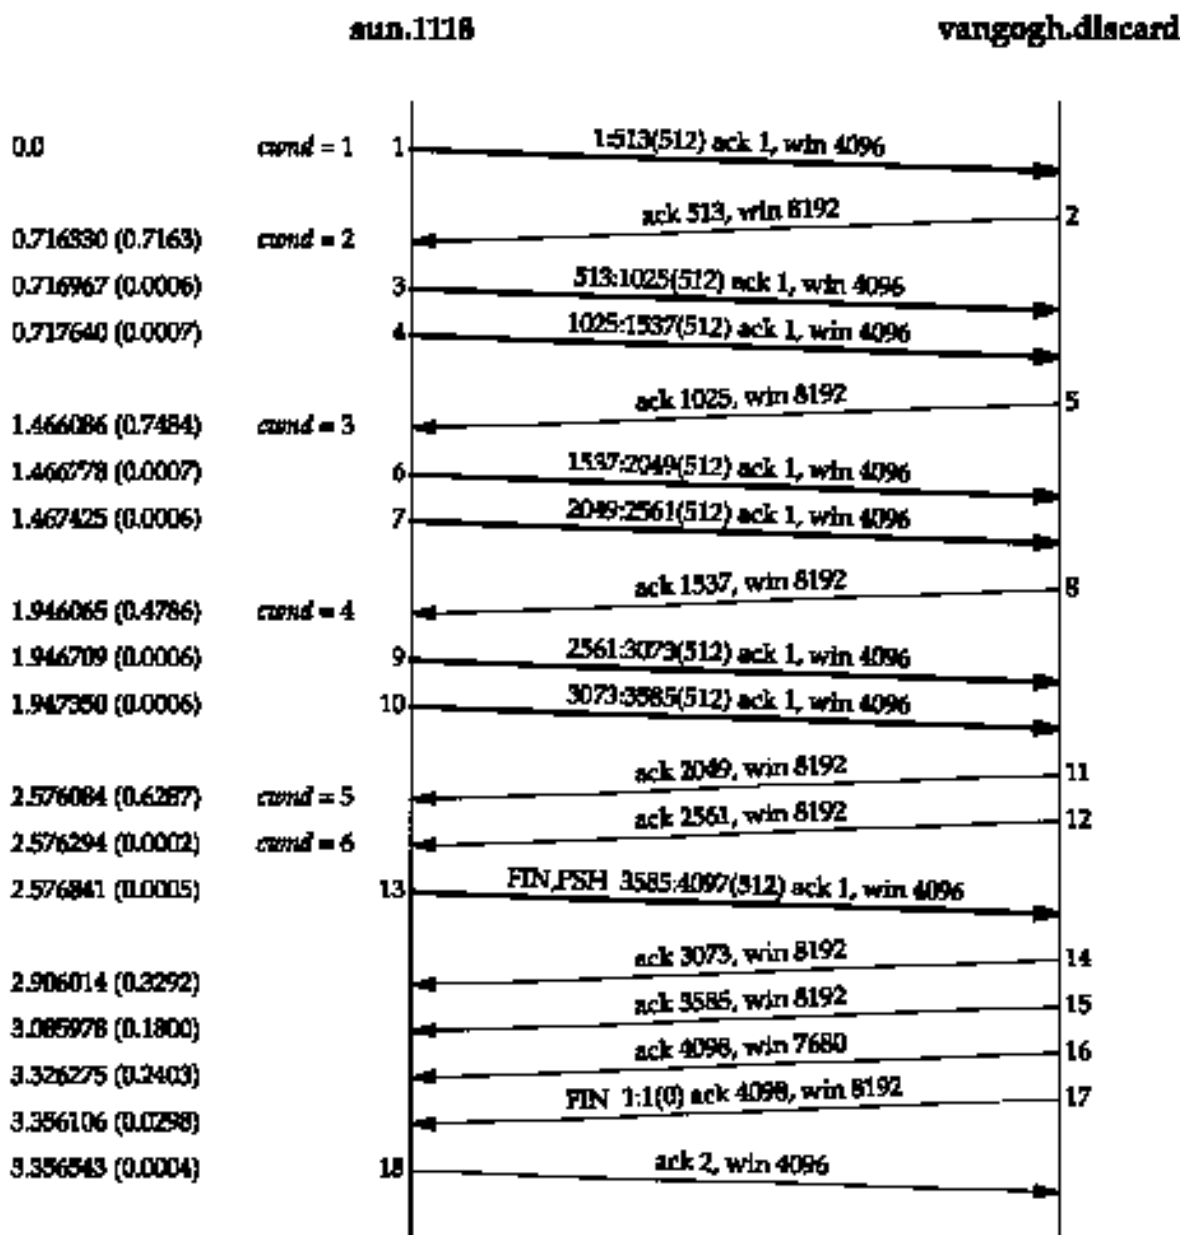 sun.1118 vangogh.discard
0.0 cwnd = 1 1 1:513(512) ack 1, win 4096
ack 513, win 8192 2
0.716330 (0.7163) cwnd = 2
0.716967 (0.0006) 3 513:1025(512) ack 1, win 4096
0.717640 (0.0007) 4 1025:1537(512) ack 1, win 4096
ack 1025, win 8192 5
1.466086 (0.7484) cwnd = 3
1.466778 (0.0007) 6 1537:2049(512) ack 1, win 4096
1.467425 (0.0006) 7 2049:2561(512) ack 1, win 4096
ack 1537, win 8192 8
1.946065 (0.4786) cwnd = 4
1.946709 (0.0006) 9 2561:3073(512) ack 1, win 4096
1.947350 (0.0006) 10 3073:3585(512) ack 1, win 4096
ack 2049, win 8192 11
2.576084 (0.6287) cwnd = 5
ack 2561, win 8192 12
2.576294 (0.0002) cwnd = 6
2.576841 (0.0005) 13 FIN,PSH 3585:4097(512) ack 1, win 4096
ack 3073, win 8192 14
2.906014 (0.3292)
ack 3585, win 8192 15
3.085978 (0.1800)
ack 4098, win 7680 16
3.326275 (0.2403)
FIN 1:1(0) ack 4098, win 8192 17
3.356106 (0.0298)
3.356543 (0.0004) 18 ack 2, win 4096